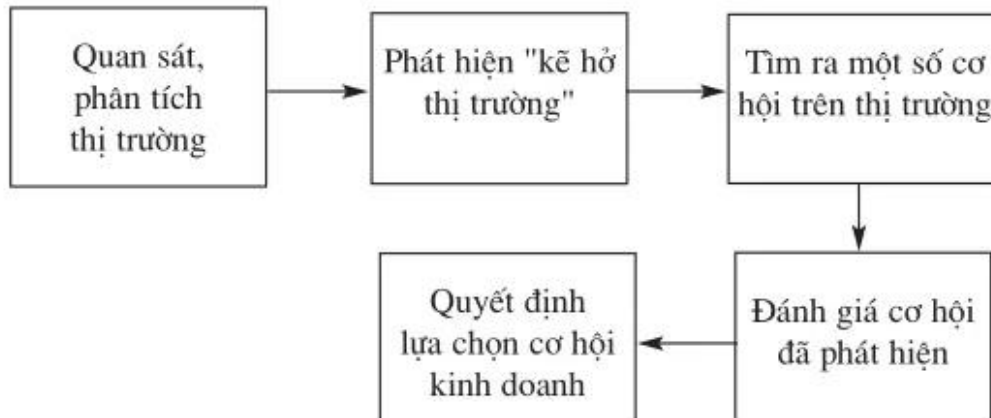 Quan sát,
phân tích
thị trường
Phát hiện "kẽ hở
thị trường"
Tìm ra một số cơ
hội trên thị trường
Đánh giá cơ hội
đã phát hiện
Quyết định
lựa chọn cơ hội
kinh doanh